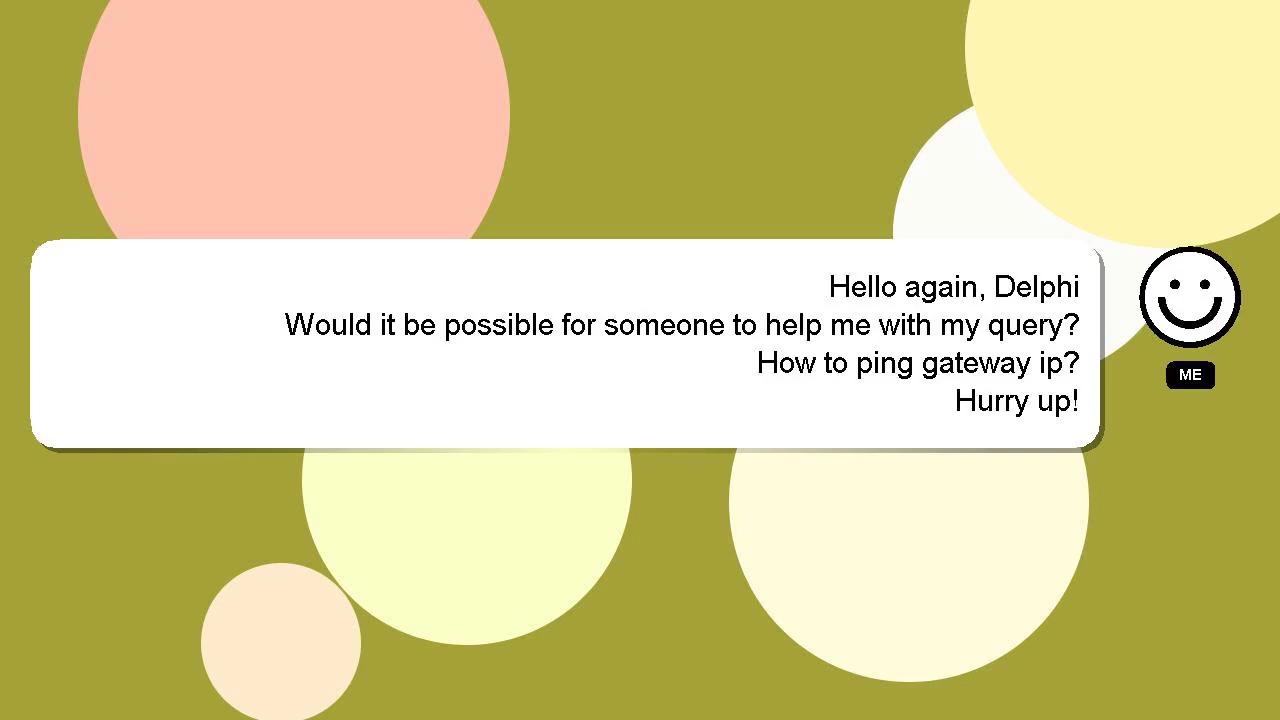 Hello again, Delphi
Would it be possible for someone to help me with my query?
How to ping gateway ip?
Hurry up!
ME